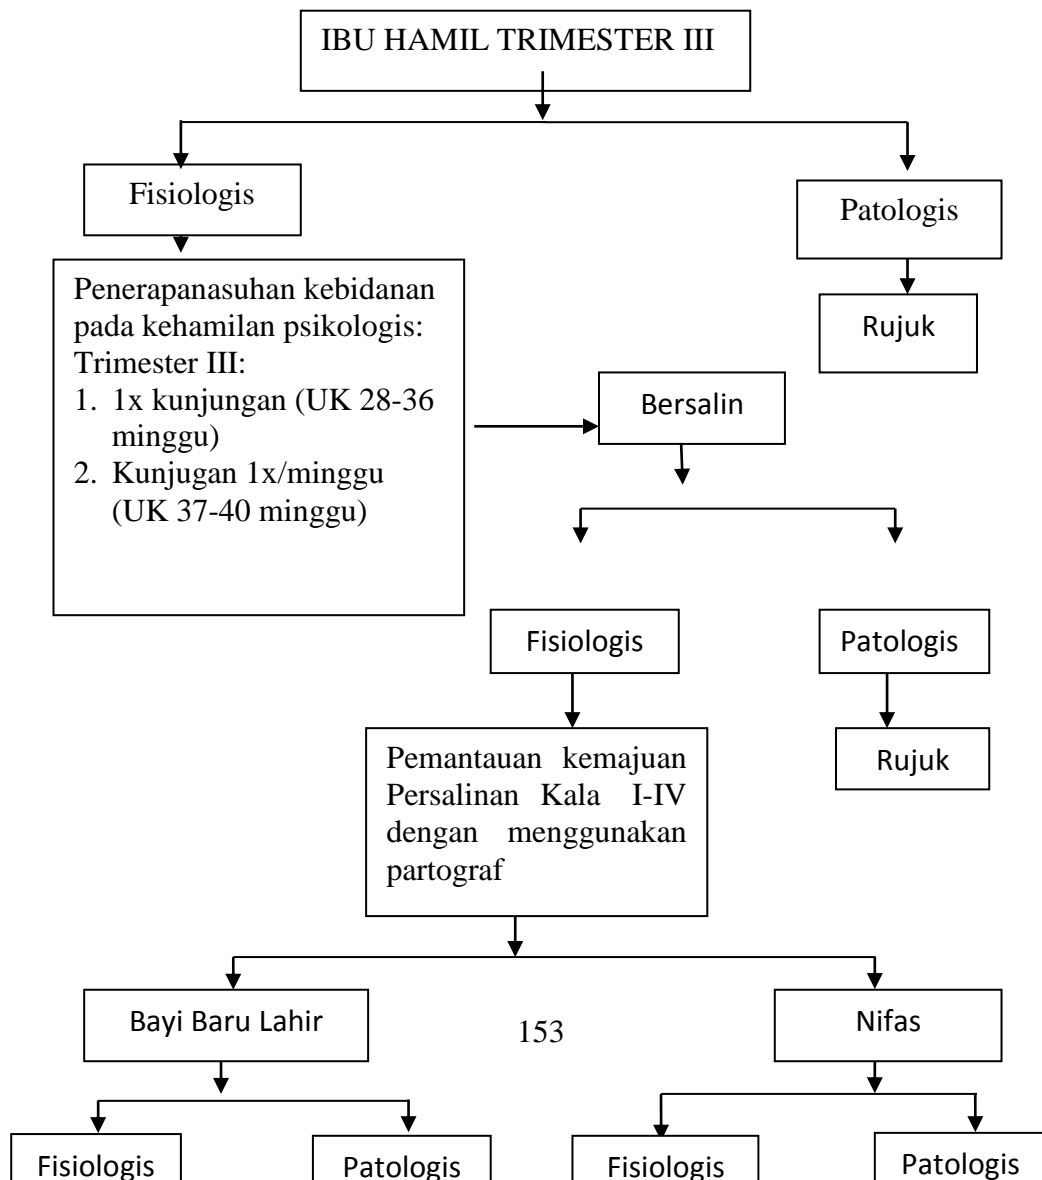 IBU HAMIL TRIMESTER III
Fisiologis
Patologis
Penerapanasuhan kebidanan
pada kehamilan psikologis:
Trimester III:
1. 1x kunjungan (UK 28-36
minggu)
2. Kunjugan 1x/minggu
(UK 37-40 minggu)
Rujuk
Bersalin
Fisiologis
Patologis
Pemantauan kemajuan
Persalinan Kala I-IV
dengan menggunakan
partograf
Rujuk
Bayi Baru Lahir
153
Nifas
Fisiologis
Patologis
Fisiologis
Patologis